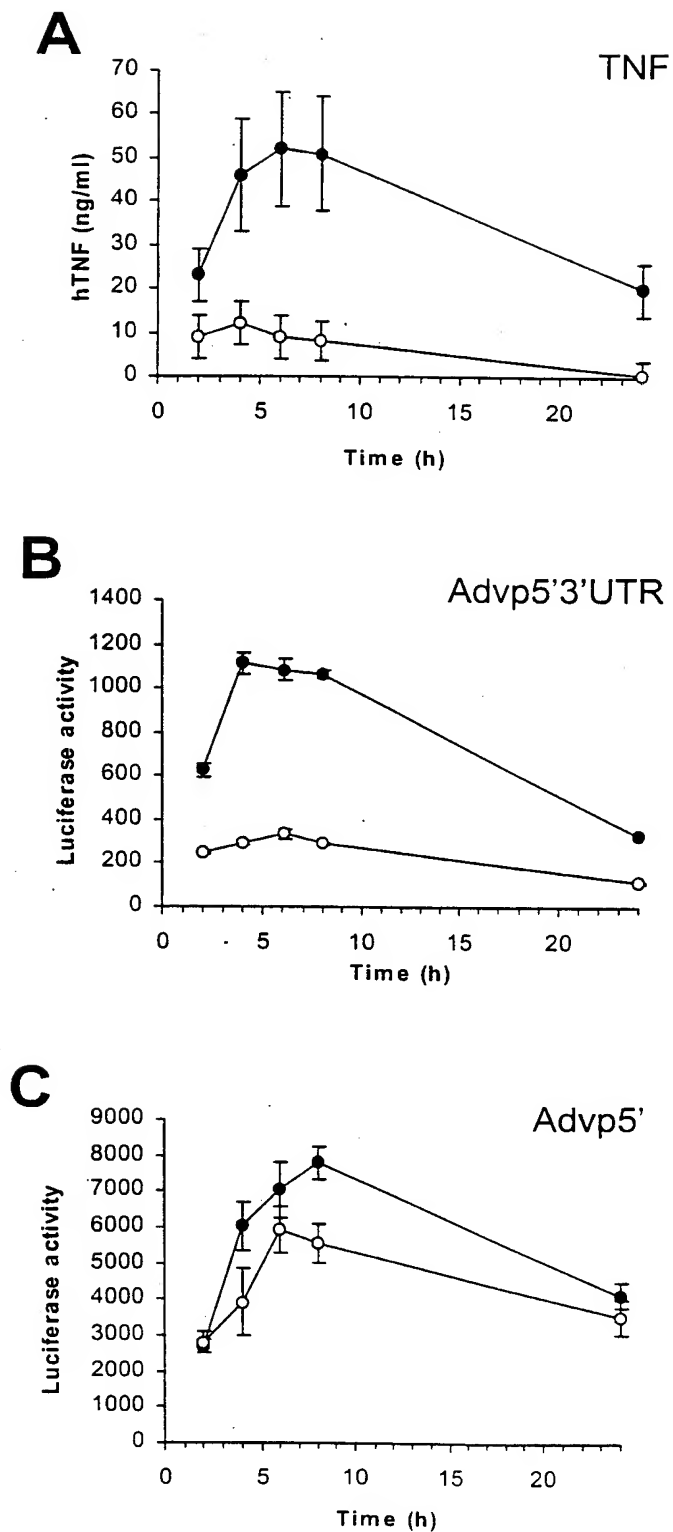 A
TNF
70
60
50
40
30
20
10
0
hTNF (ng/ml)
0 5 10 15 20
Time (h)
B
Advp5'3'UTR
1400
1200
1000
800
600
400
200
0
Luciferase activity
0 5 10 15 20
Time (h)
C
Advp5'
9000
8000
7000
6000
5000
4000
3000
2000
1000
0
Luciferase activity
0 5 10 15 20
Time (h)